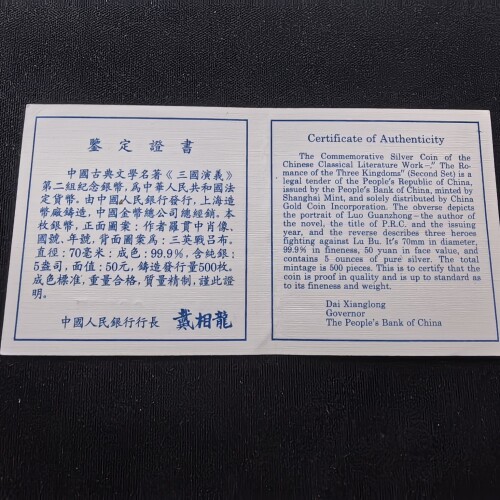 鑒定證書
中國古典文學名著《三國演義》
第二組紀念銀幣，爲中華人民共和國法
定貨幣，由中國人民銀行發行，上海造
幣廠鑄造，中國金幣總公司總經銷。本
枚銀幣，正面圖案：作者羅貫中肖像、
國號、年號，背面圖案爲：三英戰呂布。
直徑：70毫米：成色：99.9%，含純銀：
5盎司，面值：50元，鑄造發行量500枚。
成色標准，重量合格，質量精制，謹此證
明。
中國人民銀行行長 戴相龍
Certificate of Authenticity
The Commemorative Silver Coin of the
Chinese Classical Literature Work—" The Ro-
mance of the Three Kingdoms" (Second Set) is a
legal tender of the People's Republic of China,
issued by the People's Bank of China, minted by
Shanghai Mint, and solely distributed by China
Gold Coin Incorporation. The obverse depicts
the portrait of Luo Guanzhong—the author of
the novel, the title of P.R.C. and the issuing
year, and the reverse describes three heroes
fighting against Lu Bu. It's 70mm in diameter,
99.9% in fineness, 50 yuan in face value, and
contains 5 ounces of pure silver. The total
mintage is 500 pieces. This is to certify that the
coin is proof in quality and is up to standard as
to its fineness and weight.
Dai Xianglong
Governor
The People's Bank of China